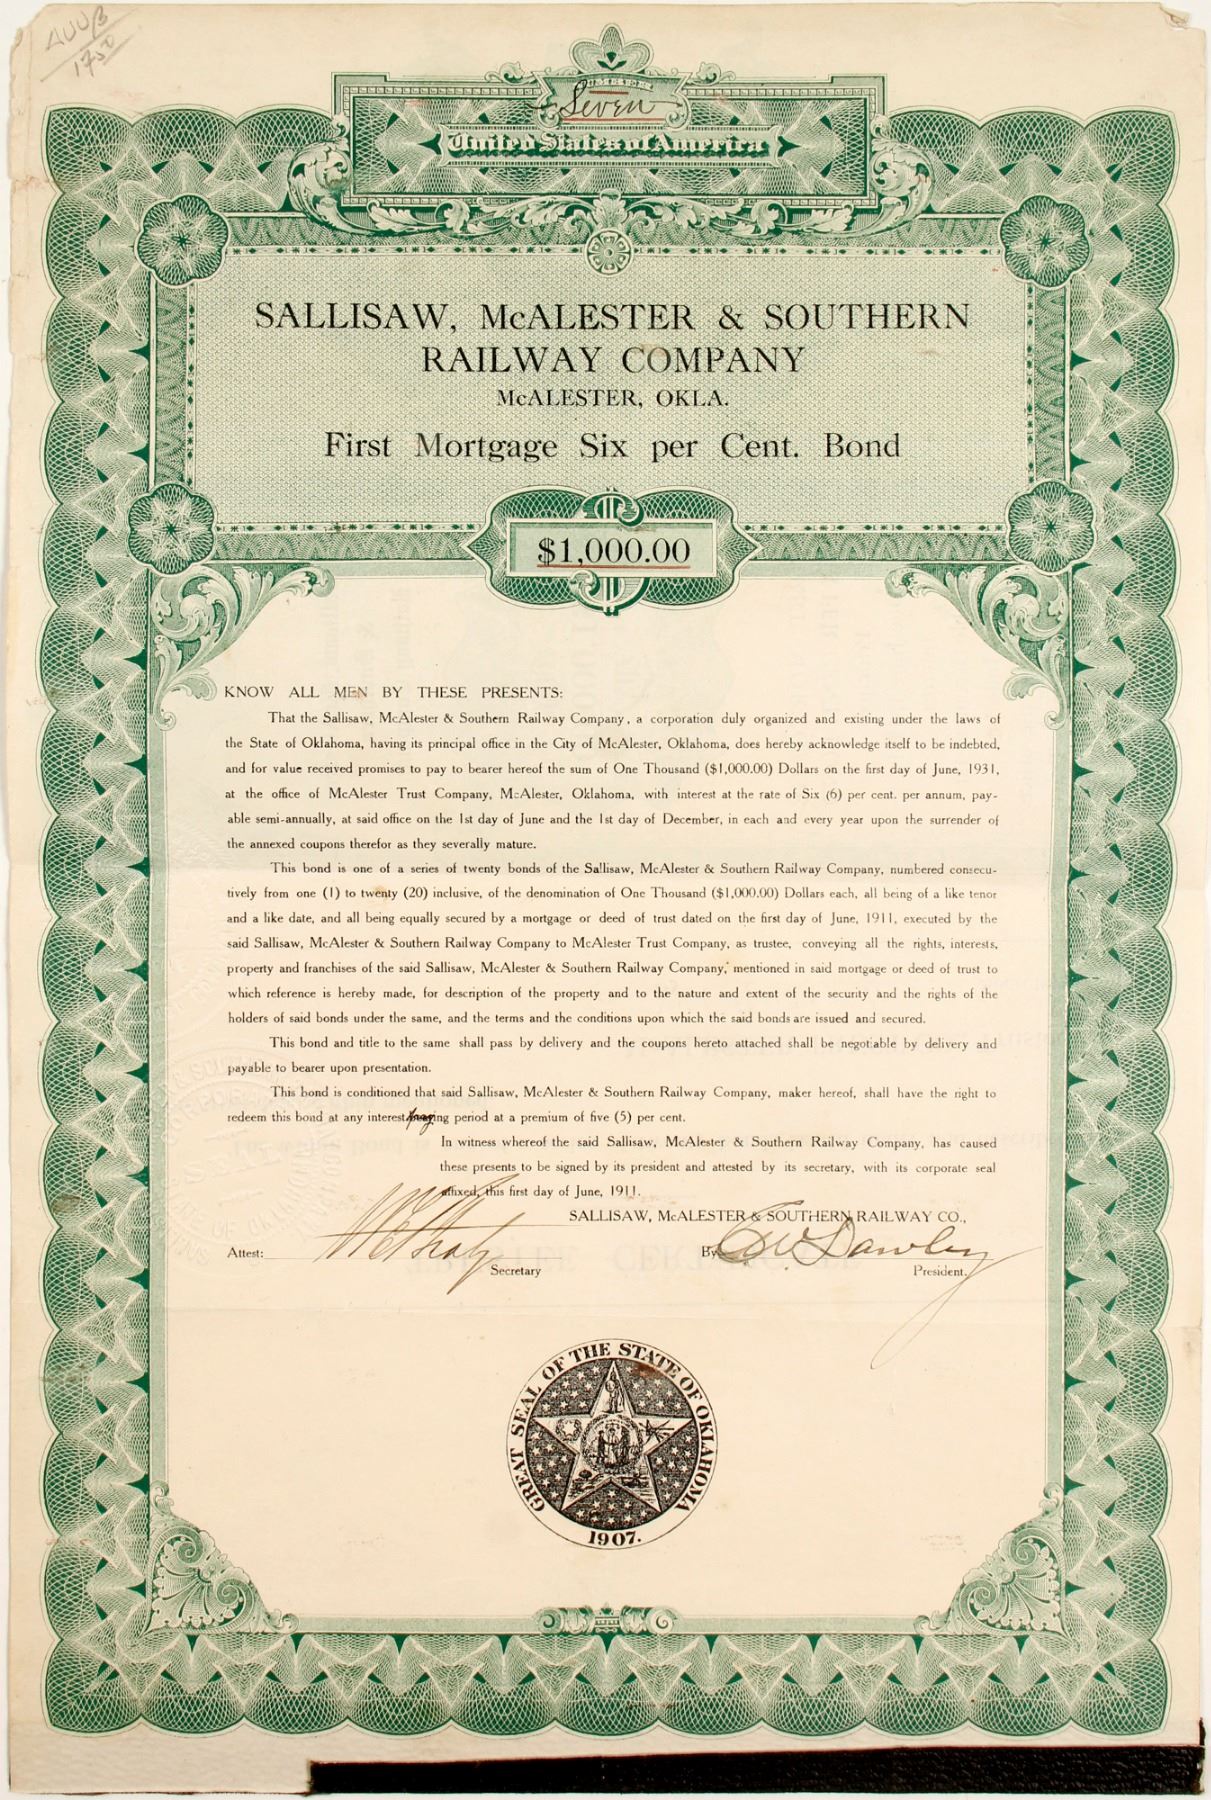 1750
Seven
United States of America
SALLISAW, McALESTER & SOUTHERN
RAILWAY COMPANY
McALESTER, OKLA.
First Mortgage Six per Cent. Bond
$1,000.00
KNOW ALL MEN BY THESE PRESENTS:
That the Sallisaw, McAlester & Southern Railway Company, a corporation duly organized and existing under the laws of
the State of Oklahoma, having its principal office in the City of McAlester, Oklahoma, does hereby acknowledge itself to be indebted,
and for value received promises to pay to bearer hereof the sum of One Thousand ($1,000.00) Dollars on the first day of June, 1931,
at the office of McAlester Trust Company, McAlester, Oklahoma, with interest at the rate of Six (6) per cent. per annum, pay-
able semi-annually, at said office on the 1st day of June and the 1st day of December, in each and every year upon the surrender of
the annexed coupons therefor as they severally mature.
This bond is one of a series of twenty bonds of the Sallisaw, McAlester & Southern Railway Company, numbered consecu-
tively from one (1) to twenty (20) inclusive, of the denomination of One Thousand ($1,000.00) Dollars each, all being of a like tenor
and a like date, and all being equally secured by a mortgage or deed of trust dated on the first day of June, 1911, executed by the
said Sallisaw, McAlester & Southern Railway Company to McAlester Trust Company, as trustee, conveying all the rights, interests,
property and franchises of the said Sallisaw, McAlester & Southern Railway Company, mentioned in said mortgage or deed of trust to
which reference is hereby made, for description of the property and to the nature and extent of the security and the rights of the
holders of said bonds under the same, and the terms and the conditions upon which the said bonds are issued and secured.
This bond and title to the same shall pass by delivery and the coupons hereto attached shall be negotiable by delivery and
payable to bearer upon presentation.
This bond is conditioned that said Sallisaw, McAlester & Southern Railway Company, maker hereof, shall have the right to
redeem this bond at any interest paying period at a premium of five (5) per cent.
In witness whereof the said Sallisaw, McAlester & Southern Railway Company, has caused
these presents to be signed by its president and attested by its secretary, with its corporate seal
affixed, this first day of June, 1911.
SALLISAW, McALESTER & SOUTHERN RAILWAY CO.,
Attest: By Dawley
Secretary President.
GREAT SEAL OF THE STATE OF OKLAHOMA
1907.